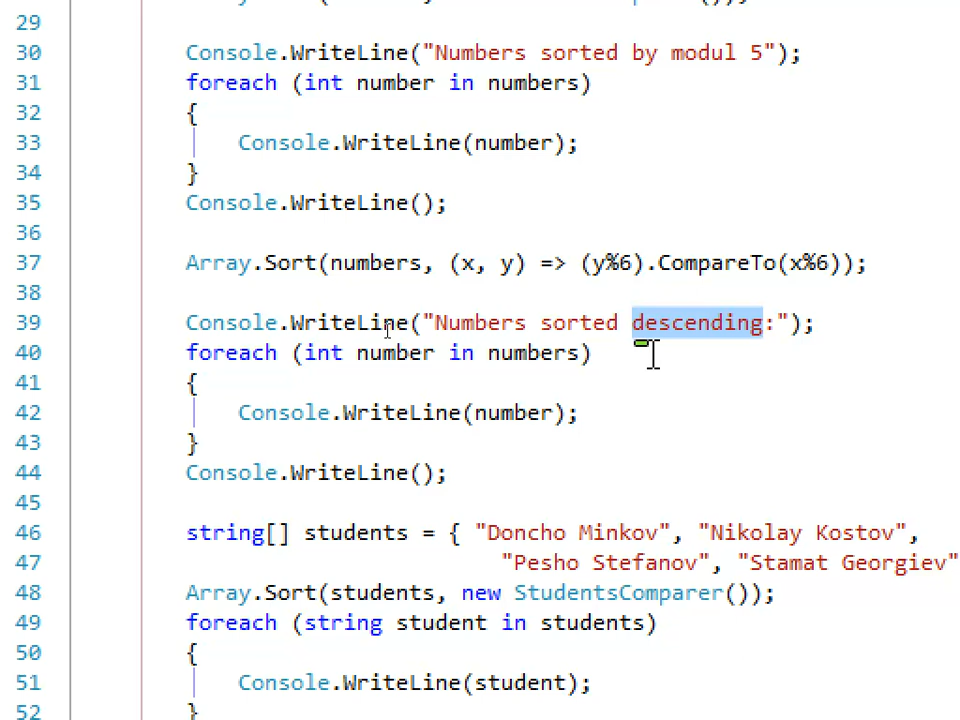 29
30 Console.WriteLine("Numbers sorted by modul 5");
31 foreach (int number in numbers)
32 {
33 Console.WriteLine(number);
34 }
35 Console.WriteLine();
36
37 Array.Sort(numbers, (x, y) => (y%6).CompareTo(x%6));
38
39 Console.WriteLine("Numbers sorted descending:");
40 foreach (int number in numbers)
41 {
42 Console.WriteLine(number);
43 }
44 Console.WriteLine();
45
46 string[] students = { "Doncho Minkov", "Nikolay Kostov",
47 "Pesho Stefanov", "Stamat Georgiev"
48 Array.Sort(students, new StudentsComparer());
49 foreach (string student in students)
50 {
51 Console.WriteLine(student);
52 }